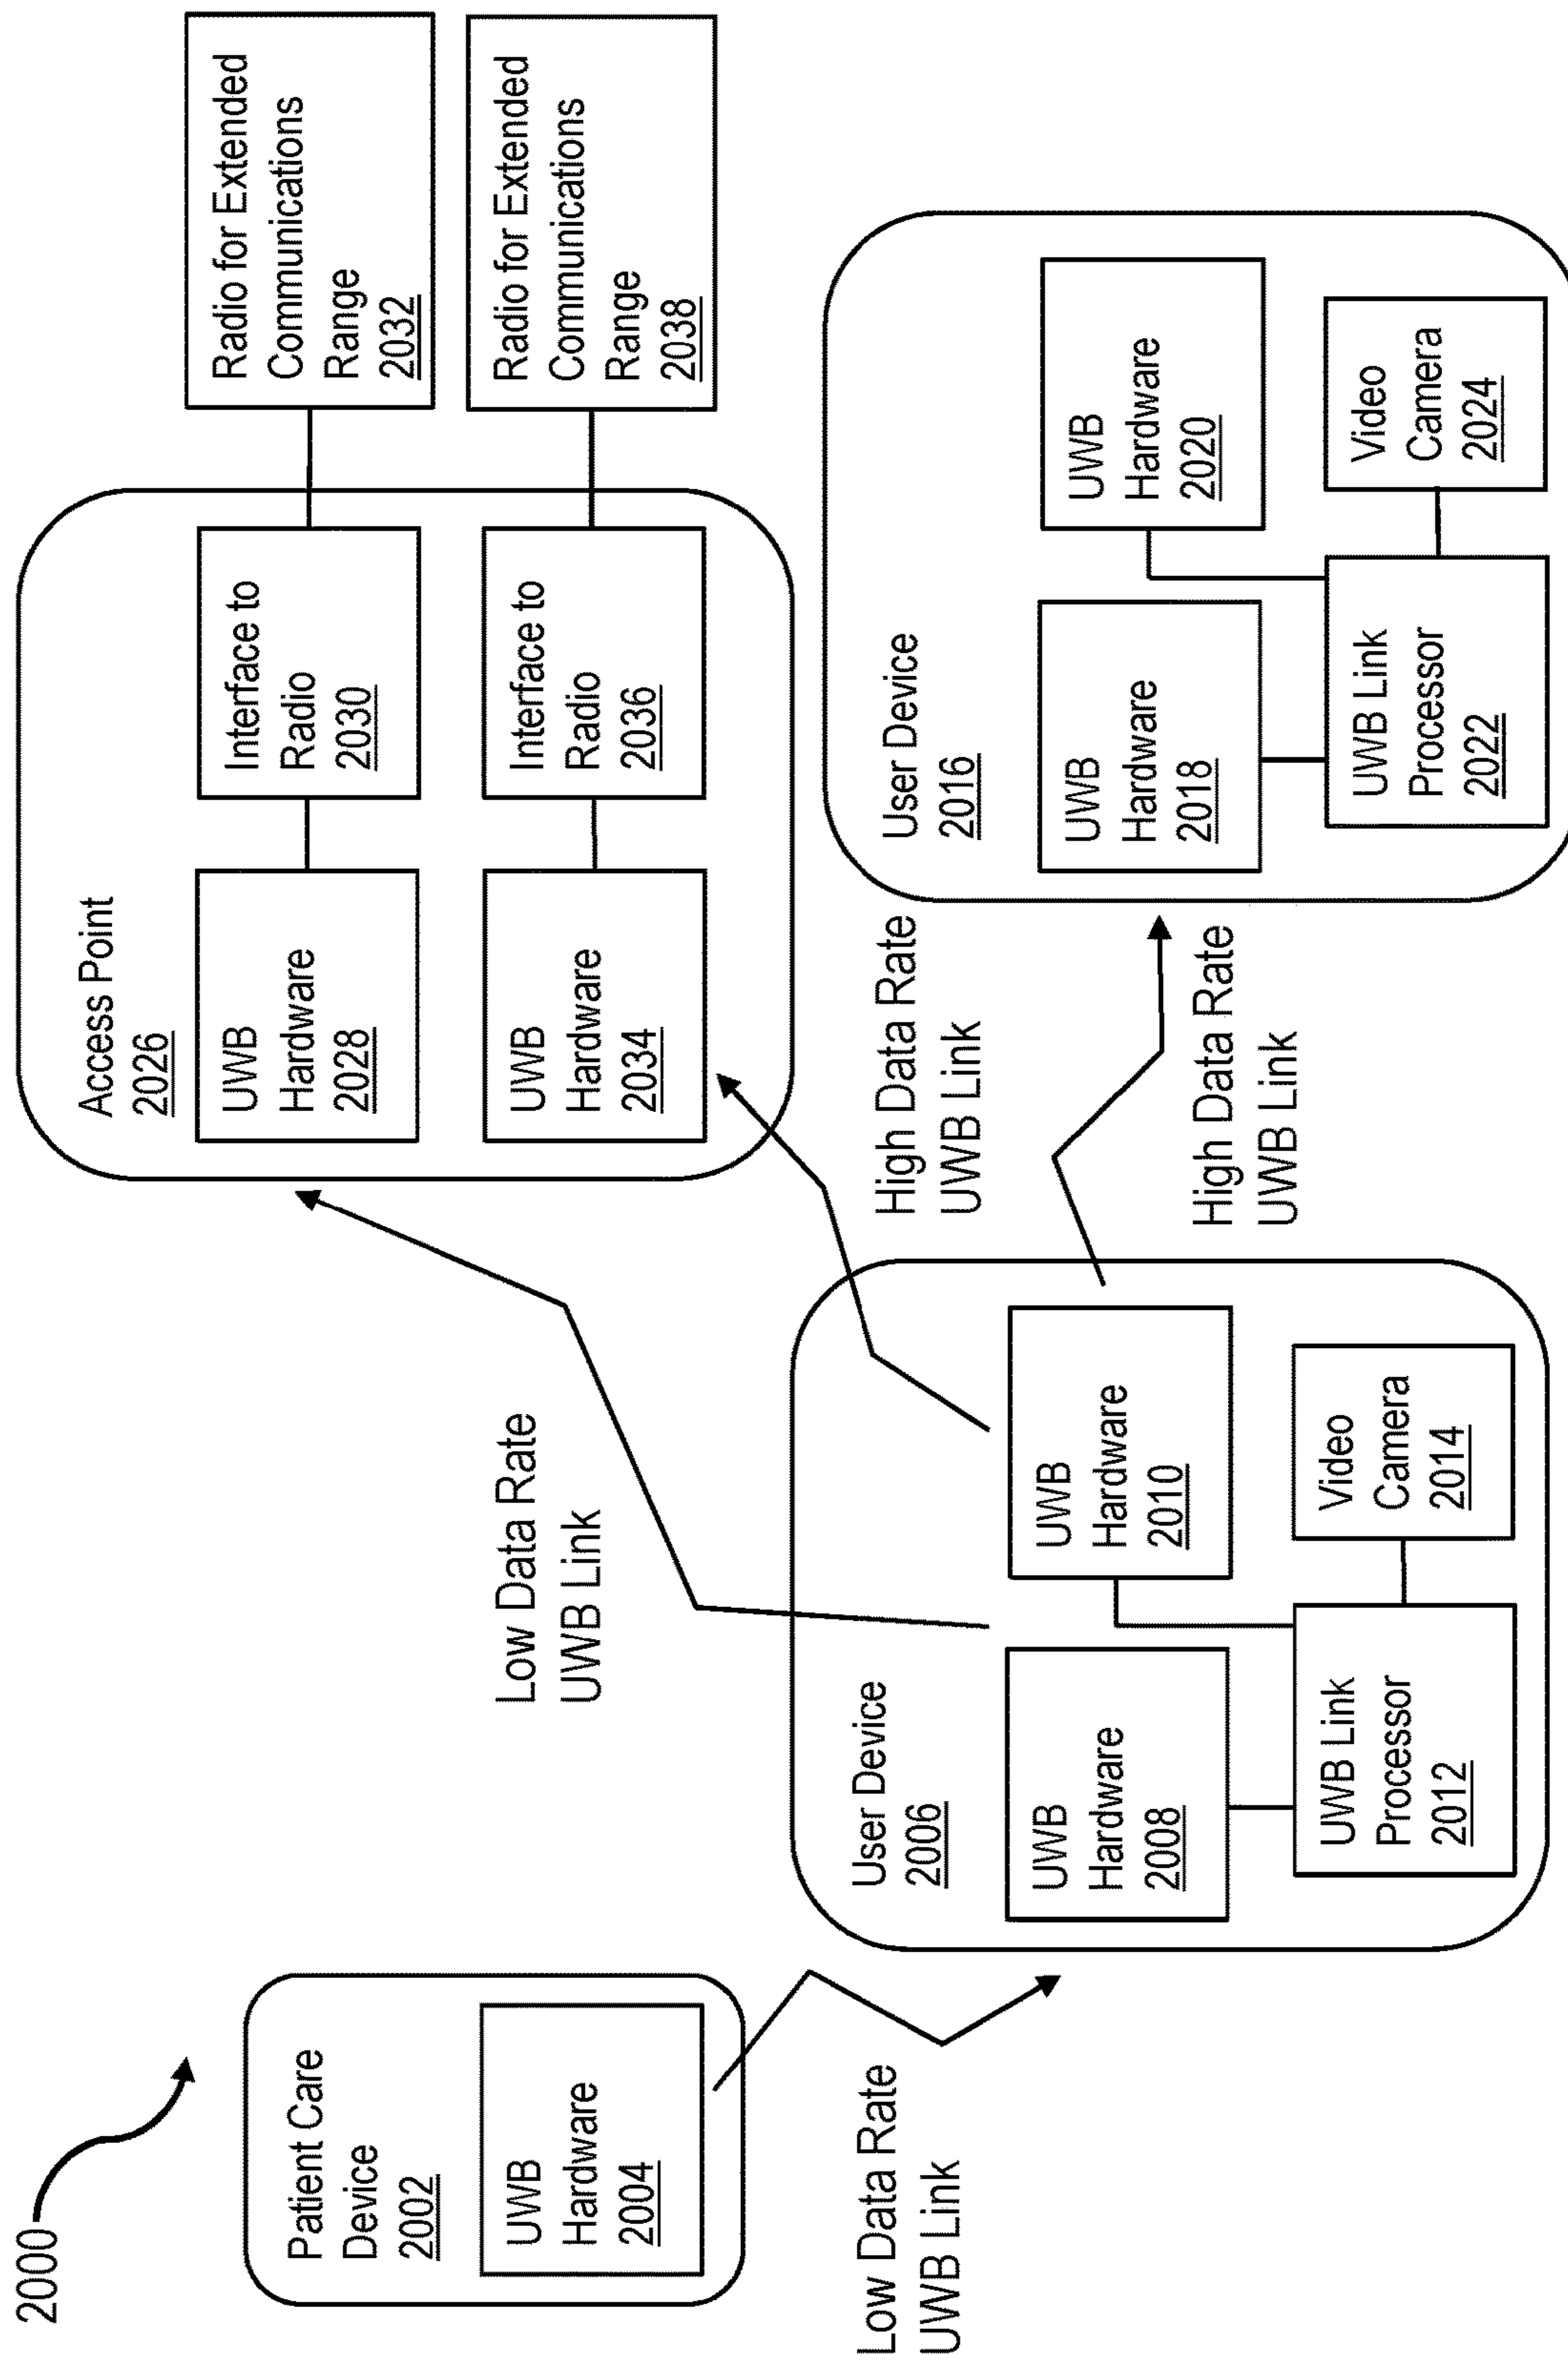 2000
Patient Care
Device
2002
UWB
Hardware
2004
Low Data Rate
UWB Link
Low Data Rate
UWB Link
User Device
2006
UWB
Hardware
2008
UWB
Hardware
2010
UWB Link
Processor
2012
Video
Camera
2014
Access Point
2026
UWB
Hardware
2028
Interface to
Radio
2030
UWB
Hardware
2034
Interface to
Radio
2036
Radio for Extended
Communications
Range
2032
Radio for Extended
Communications
Range
2038
High Data Rate
UWB Link
High Data Rate
UWB Link
User Device
2016
UWB
Hardware
2018
UWB
Hardware
2020
UWB Link
Processor
2022
Video
Camera
2024